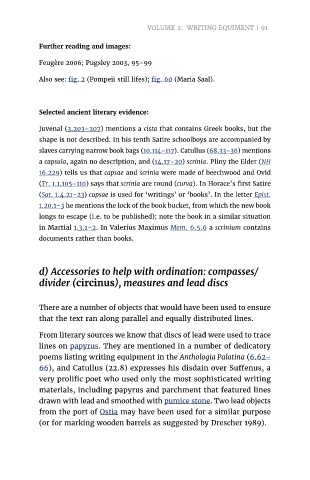 VOLUME 2: WRITING EQUIMENT | 91
Further reading and images:
Feugère 2006; Pugsley 2003, 95–99
Also see: fig. 2 (Pompeii still lifes); fig. 60 (Maria Saal).
Selected ancient literary evidence:
Juvenal (3.203–207) mentions a cista that contains Greek books, but the
shape is not described. In his tenth Satire schoolboys are accompanied by
slaves carrying narrow book bags (10.114–117). Catullus (68.33–36) mentions
a capsula, again no description, and (14.17–20) scrinia. Pliny the Elder (NH
16.229) tells us that capsae and scrinia were made of beechwood and Ovid
(Tr. 1.1.105–110) says that scrinia are round (curva). In Horace’s first Satire
(Sat. 1.4.21–23) capsae is used for ‘writings’ or ‘books’. In the letter Epist.
1.20.1–3 he mentions the lock of the book bucket, from which the new book
longs to escape (i.e. to be published); note the book in a similar situation
in Martial 1.3.1–2. In Valerius Maximus Mem. 6.5.6 a scrinium contains
documents rather than books.
d) Accessories to help with ordination: compasses/
divider (circinus), measures and lead discs
There are a number of objects that would have been used to ensure
that the text ran along parallel and equally distributed lines.
From literary sources we know that discs of lead were used to trace
lines on papyrus. They are mentioned in a number of dedicatory
poems listing writing equipment in the Anthologia Palatina (6.62–
66), and Catullus (22.8) expresses his disdain over Suffenus, a
very prolific poet who used only the most sophisticated writing
materials, including papyrus and parchment that featured lines
drawn with lead and smoothed with pumice stone. Two lead objects
from the port of Ostia may have been used for a similar purpose
(or for marking wooden barrels as suggested by Drescher 1989).